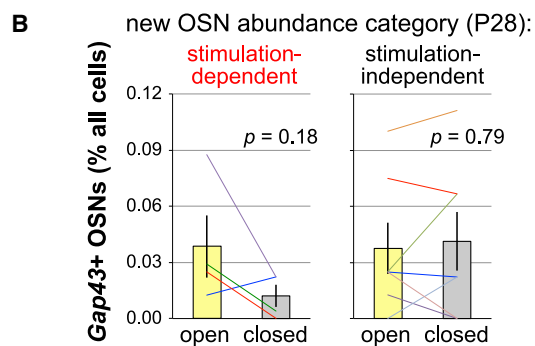 B
new OSN abundance category (P28):
stimulation-
dependent
stimulation-
independent
Gap43+ OSNs (% all cells)
0.12
0.09
0.06
0.03
0.00
p = 0.18
p = 0.79
open closed
open closed